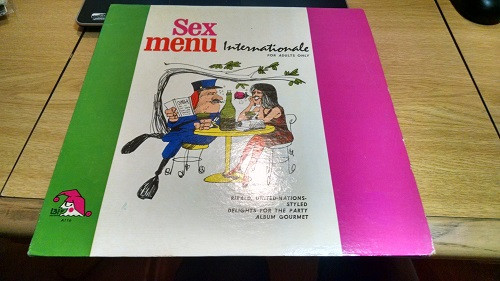 Sex
menu Internationale
FOR ADULTS ONLY
RIBALD, UNITED-NATIONS-
STYLED
DELIGHTS FOR THE PARTY
ALBUM GOURMET